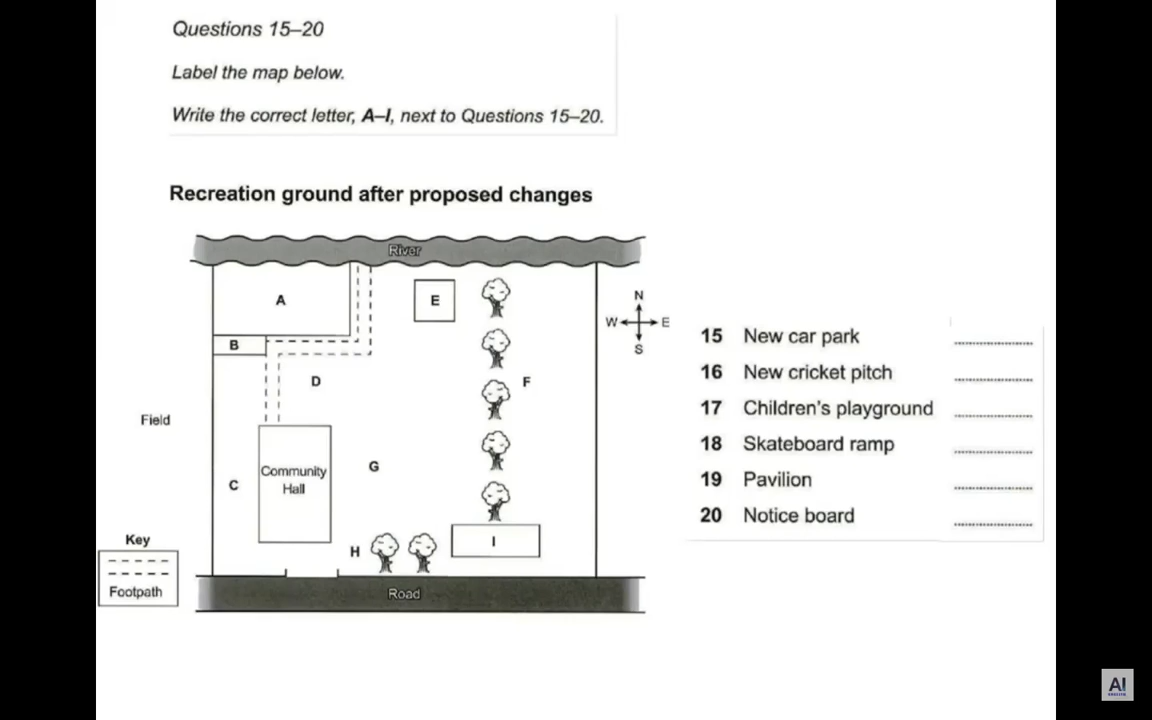 Questions 15–20
Label the map below.
Write the correct letter, A–I, next to Questions 15–20.
Recreation ground after proposed changes
River
A
E
N
W E
S
B
D
F
Field
Community
Hall
G
C
Key
Footpath
H
I
Road
15 New car park ................
16 New cricket pitch ................
17 Children's playground ................
18 Skateboard ramp ................
19 Pavilion ................
20 Notice board ................
AI